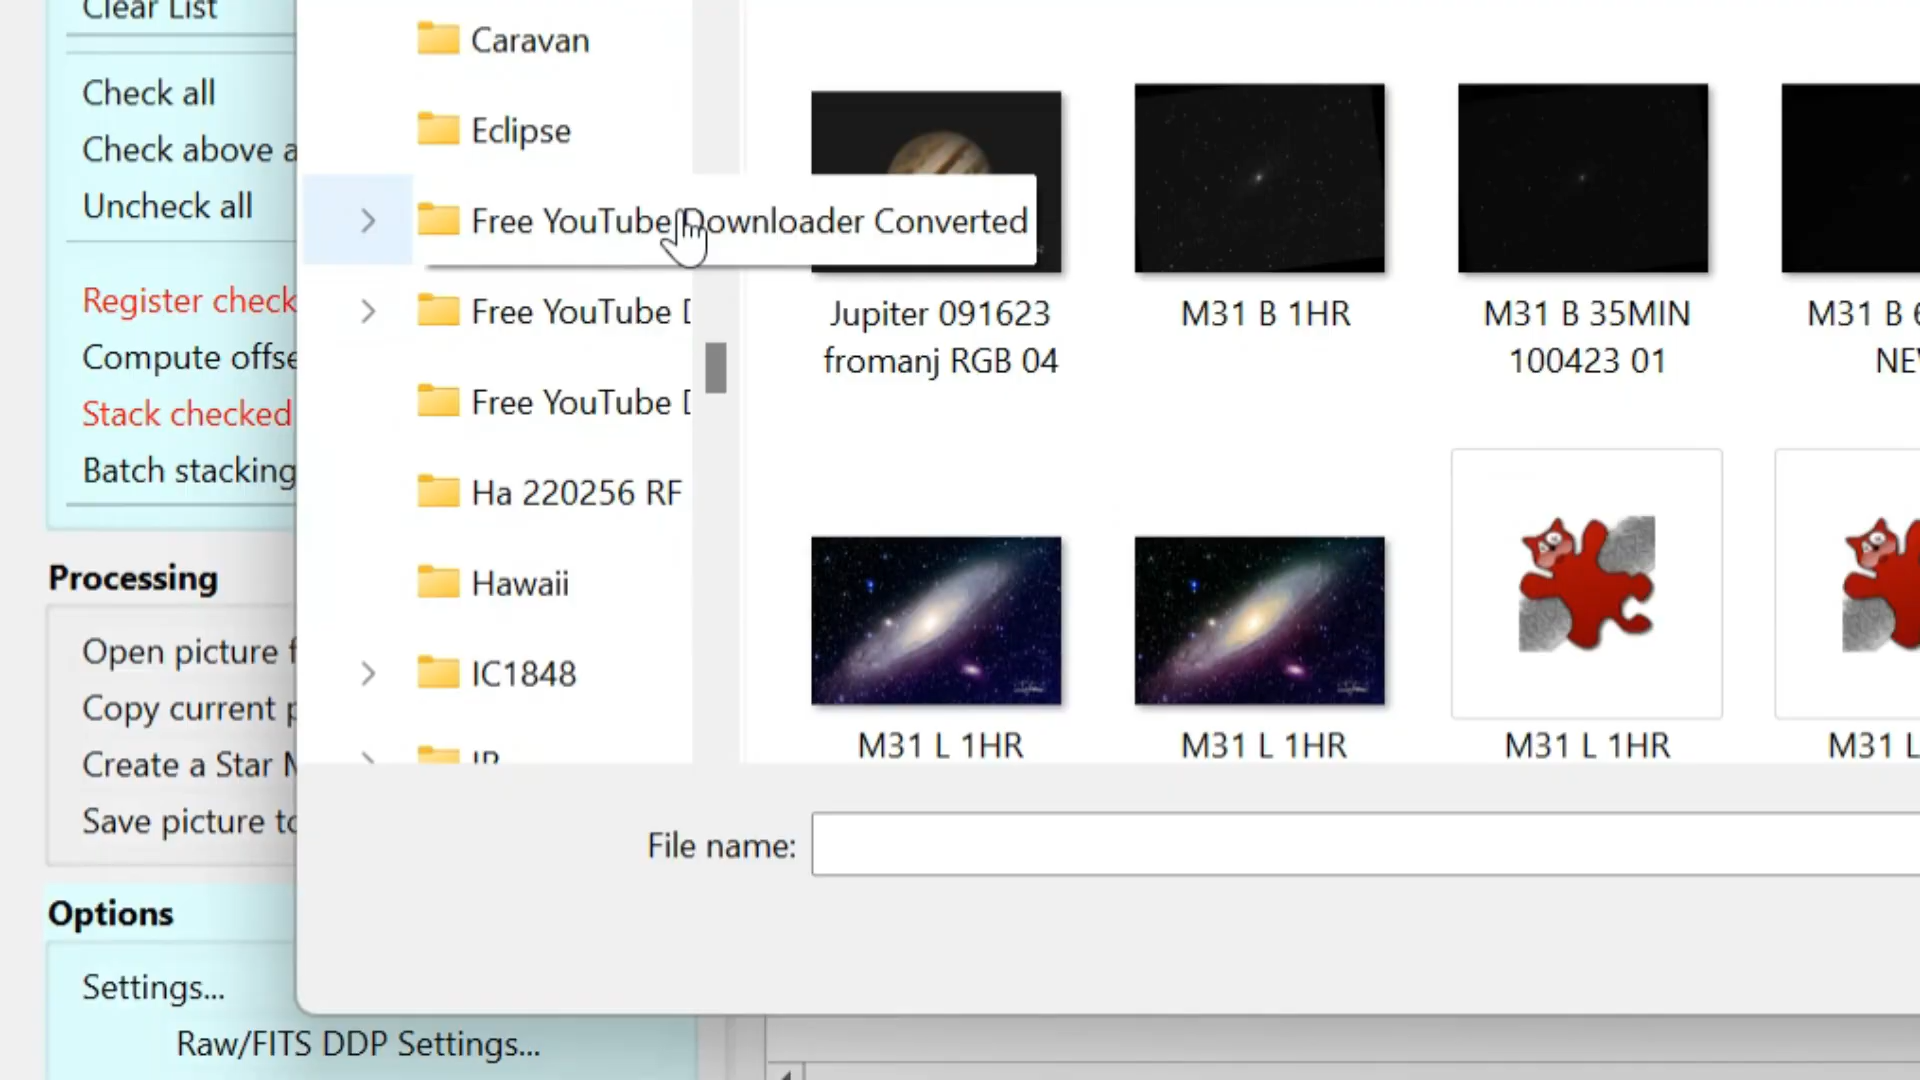 Clear List
Check all
Check above a
Uncheck all
Register check
Compute offse
Stack checked
Batch stacking
Processing
Open picture f
Copy current p
Create a Star M
Save picture to
Options
Settings...
Raw/FITS DDP Settings...
Caravan
Eclipse
Free YouTube Downloader Converted
Free YouTube D
Free YouTube D
Ha 220256 RF
Hawaii
IC1848
Jupiter 091623
fromanj RGB 04
M31 B 1HR
M31 B 35MIN
100423 01
M31 B 6
NEW
M31 L 1HR
M31 L 1HR
M31 L 1HR
M31 L
File name: